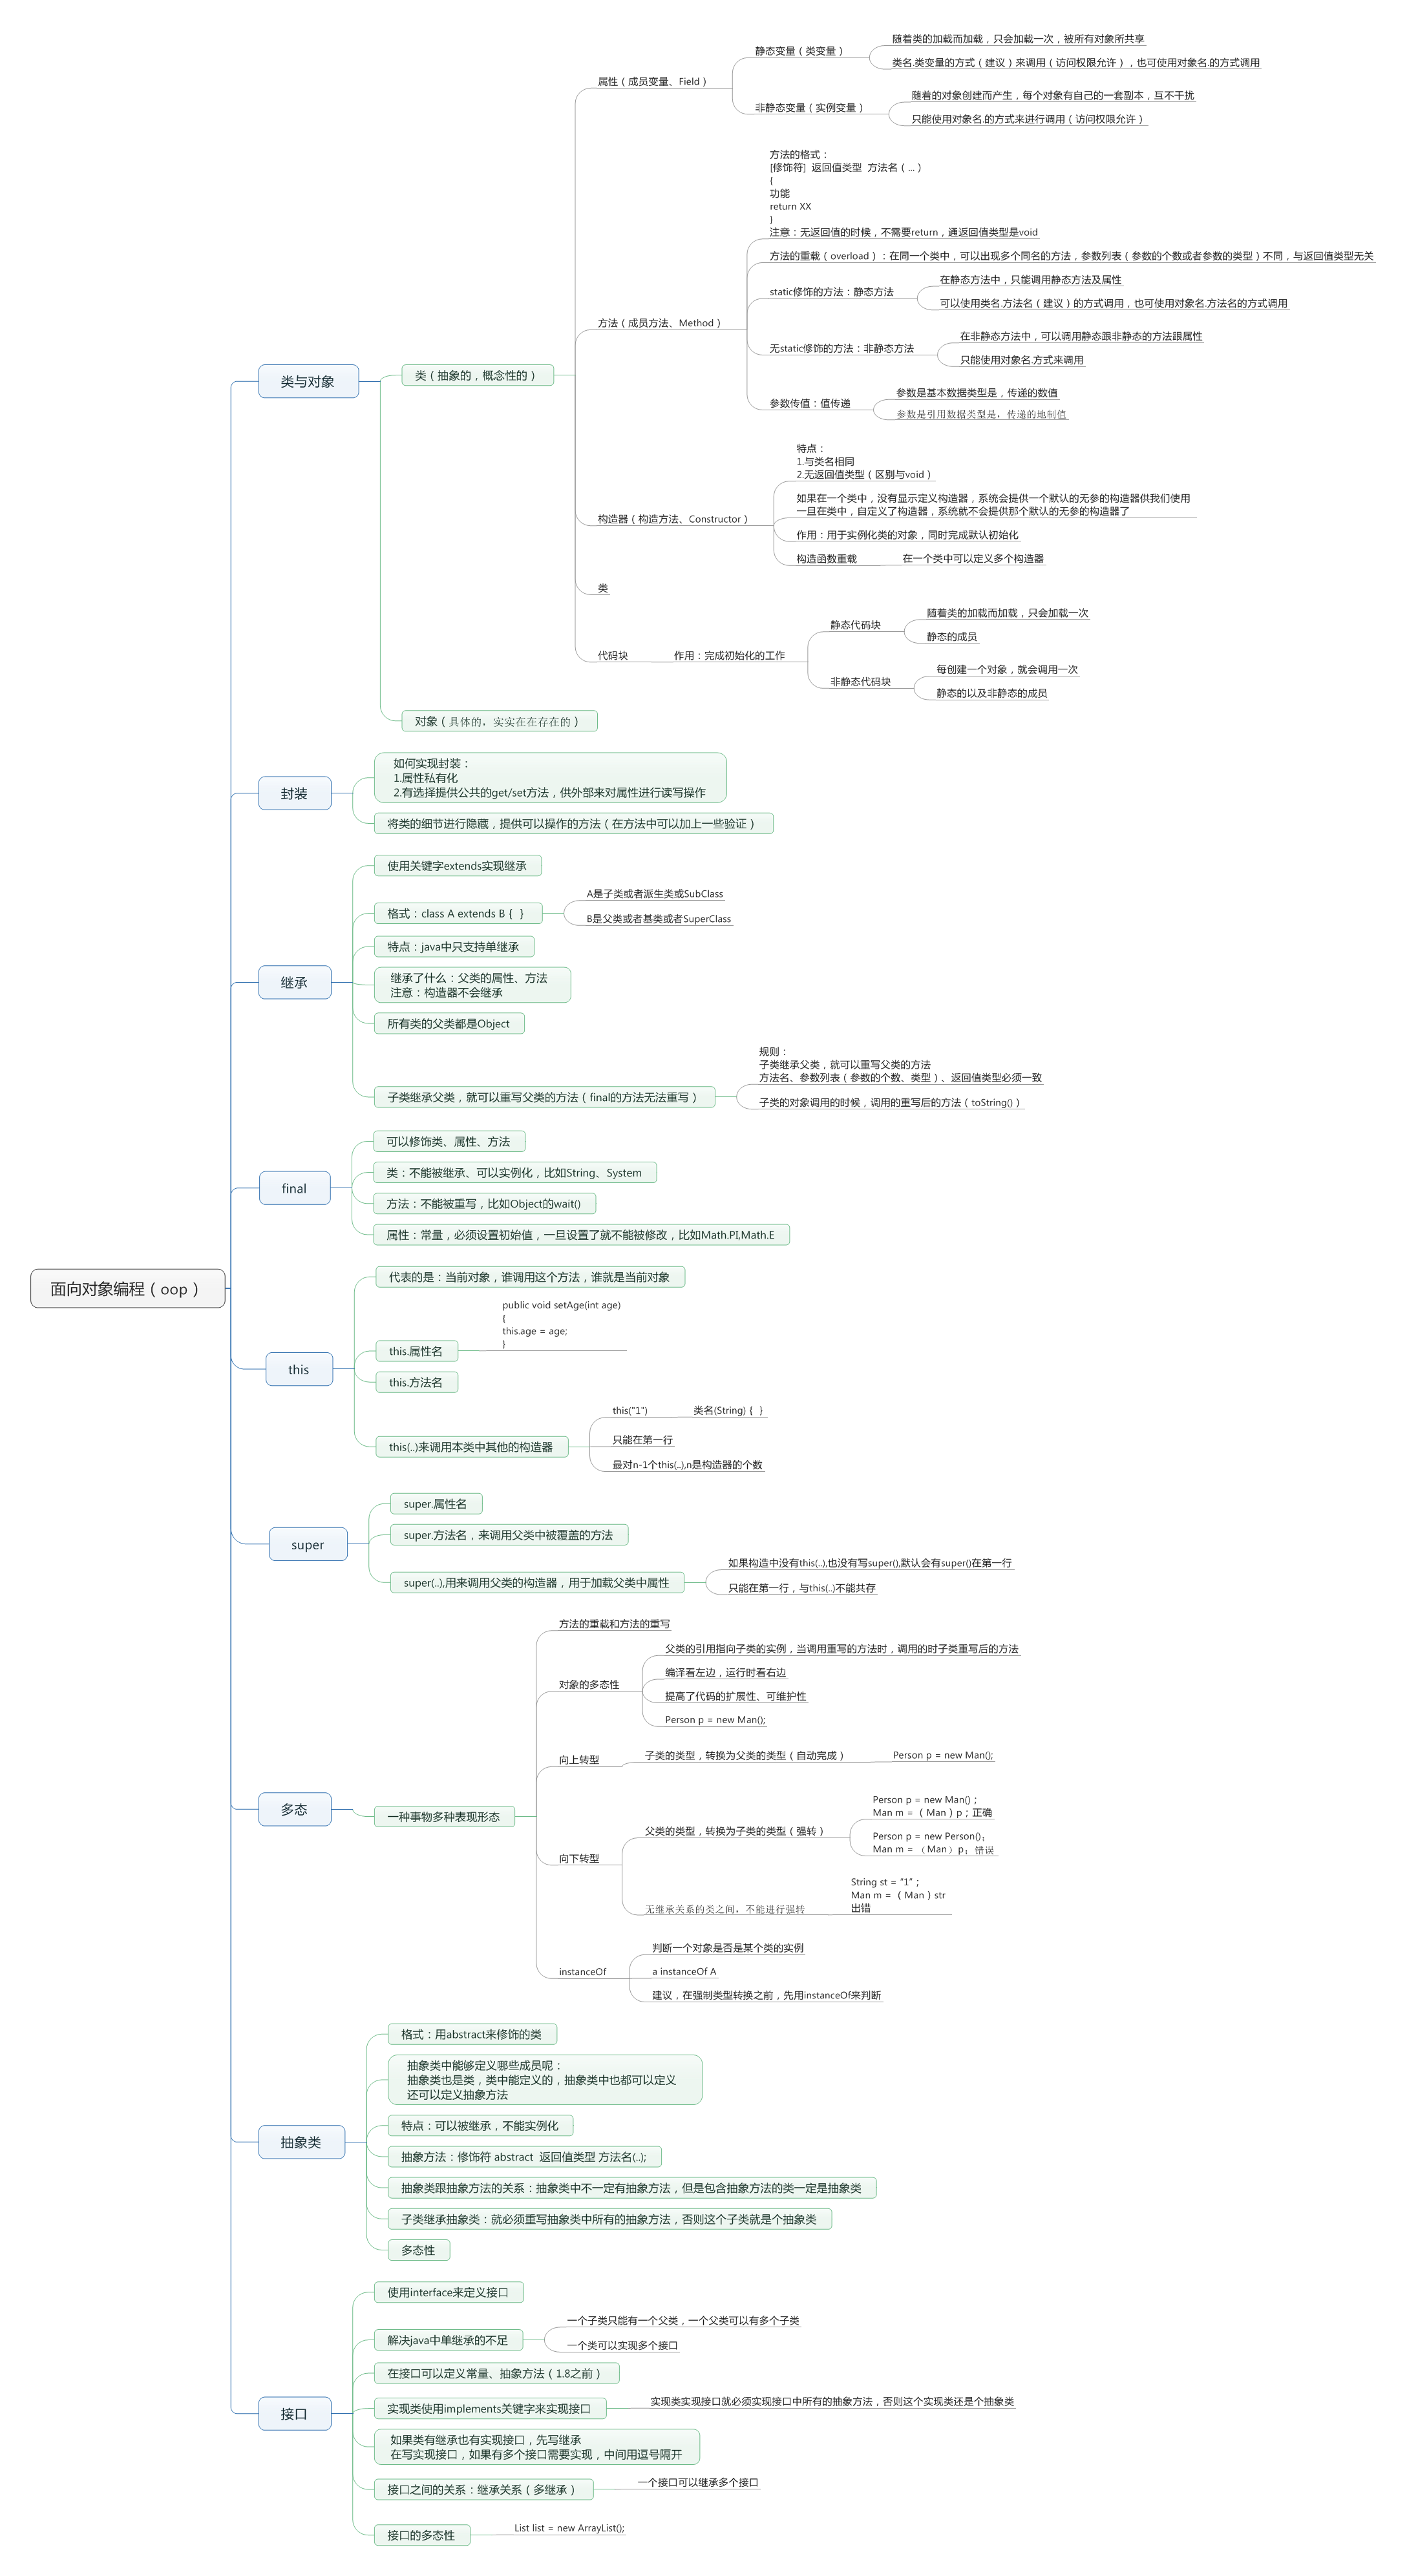 面向对象编程（oop）
类与对象
类（抽象的，概念性的）
属性（成员变量、Field）
静态变量（类变量）
随着类的加载而加载，只会加载一次，被所有对象所共享
类名.类变量的方式（建议）来调用（访问权限允许），也可使用对象名.的方式调用
非静态变量（实例变量）
随着的对象创建而产生，每个对象有自己的一套副本，互不干扰
只能使用对象名.的方式来进行调用（访问权限允许）
方法（成员方法、Method）
方法的格式：
[修饰符]  返回值类型  方法名（...）
{
功能
return XX
}
注意：无返回值的时候，不需要return，通返回值类型是void
方法的重载（overload）：在同一个类中，可以出现多个同名的方法，参数列表（参数的个数或者参数的类型）不同，与返回值类型无关
static修饰的方法：静态方法
在静态方法中，只能调用静态方法及属性
可以使用类名.方法名（建议）的方式调用，也可使用对象名.方法名的方式调用
无static修饰的方法：非静态方法
在非静态方法中，可以调用静态跟非静态的方法跟属性
只能使用对象名.方式来调用
参数传值：值传递
参数是基本数据类型是，传递的数值
参数是引用数据类型是，传递的地制值
构造器（构造方法、Constructor）
特点：
1.与类名相同
2.无返回值类型（区别与void）
如果在一个类中，没有显示定义构造器，系统会提供一个默认的无参的构造器供我们使用
一旦在类中，自定义了构造器，系统就不会提供那个默认的无参的构造器了
作用：用于实例化类的对象，同时完成默认初始化
构造函数重载
在一个类中可以定义多个构造器
类
代码块
作用：完成初始化的工作
静态代码块
随着类的加载而加载，只会加载一次
静态的成员
非静态代码块
每创建一个对象，就会调用一次
静态的以及非静态的成员
对象（具体的，实实在在存在的）
封装
如何实现封装：
1.属性私有化
2.有选择提供公共的get/set方法，供外部来对属性进行读写操作
将类的细节进行隐藏，提供可以操作的方法（在方法中可以加上一些验证）
继承
使用关键字extends实现继承
格式：class A extends B {  }
A是子类或者派生类或SubClass
B是父类或者基类或者SuperClass
特点：java中只支持单继承
继承了什么：父类的属性、方法
注意：构造器不会继承
所有类的父类都是Object
子类继承父类，就可以重写父类的方法（final的方法无法重写）
规则：
子类继承父类，就可以重写父类的方法
方法名、参数列表（参数的个数、类型）、返回值类型必须一致
子类的对象调用的时候，调用的重写后的方法（toString()）
final
可以修饰类、属性、方法
类：不能被继承、可以实例化，比如String、System
方法：不能被重写，比如Object的wait()
属性：常量，必须设置初始值，一旦设置了就不能被修改，比如Math.PI,Math.E
this
代表的是：当前对象，谁调用这个方法，谁就是当前对象
this.属性名
public void setAge(int age)
{
this.age = age;
}
this.方法名
this(..)来调用本类中其他的构造器
this("1")
类名(String) {  }
只能在第一行
最对n-1个this(..),n是构造器的个数
super
super.属性名
super.方法名，来调用父类中被覆盖的方法
super(..),用来调用父类的构造器，用于加载父类中属性
如果构造中没有this(..),也没有写super(),默认会有super()在第一行
只能在第一行，与this(..)不能共存
多态
一种事物多种表现形态
方法的重载和方法的重写
对象的多态性
父类的引用指向子类的实例，当调用重写的方法时，调用的时子类重写后的方法
编译看左边，运行时看右边
提高了代码的扩展性、可维护性
Person p = new Man();
向上转型
子类的类型，转换为父类的类型（自动完成）
Person p = new Man();
向下转型
父类的类型，转换为子类的类型（强转）
Person p = new Man()；
Man m =（Man）p；正确
Person p = new Person()；
Man m =（Man）p；错误
无继承关系的类之间，不能进行强转
String st = "1"；
Man m =（Man）str
出错
instanceOf
判断一个对象是否是某个类的实例
a instanceOf A
建议，在强制类型转换之前，先用instanceOf来判断
抽象类
格式：用abstract来修饰的类
抽象类中能够定义哪些成员呢：
抽象类也是类，类中能定义的，抽象类中也都可以定义
还可以定义抽象方法
特点：可以被继承，不能实例化
抽象方法：修饰符 abstract  返回值类型 方法名(..);
抽象类跟抽象方法的关系：抽象类中不一定有抽象方法，但是包含抽象方法的类一定是抽象类
子类继承抽象类：就必须重写抽象类中所有的抽象方法，否则这个子类就是个抽象类
多态性
接口
使用interface来定义接口
解决java中单继承的不足
一个子类只能有一个父类，一个父类可以有多个子类
一个类可以实现多个接口
在接口可以定义常量、抽象方法（1.8之前）
实现类使用implements关键字来实现接口
实现类实现接口就必须实现接口中所有的抽象方法，否则这个实现类还是个抽象类
如果类有继承也有实现接口，先写继承
在写实现接口，如果有多个接口需要实现，中间用逗号隔开
接口之间的关系：继承关系（多继承）
一个接口可以继承多个接口
接口的多态性
List list = new ArrayList();